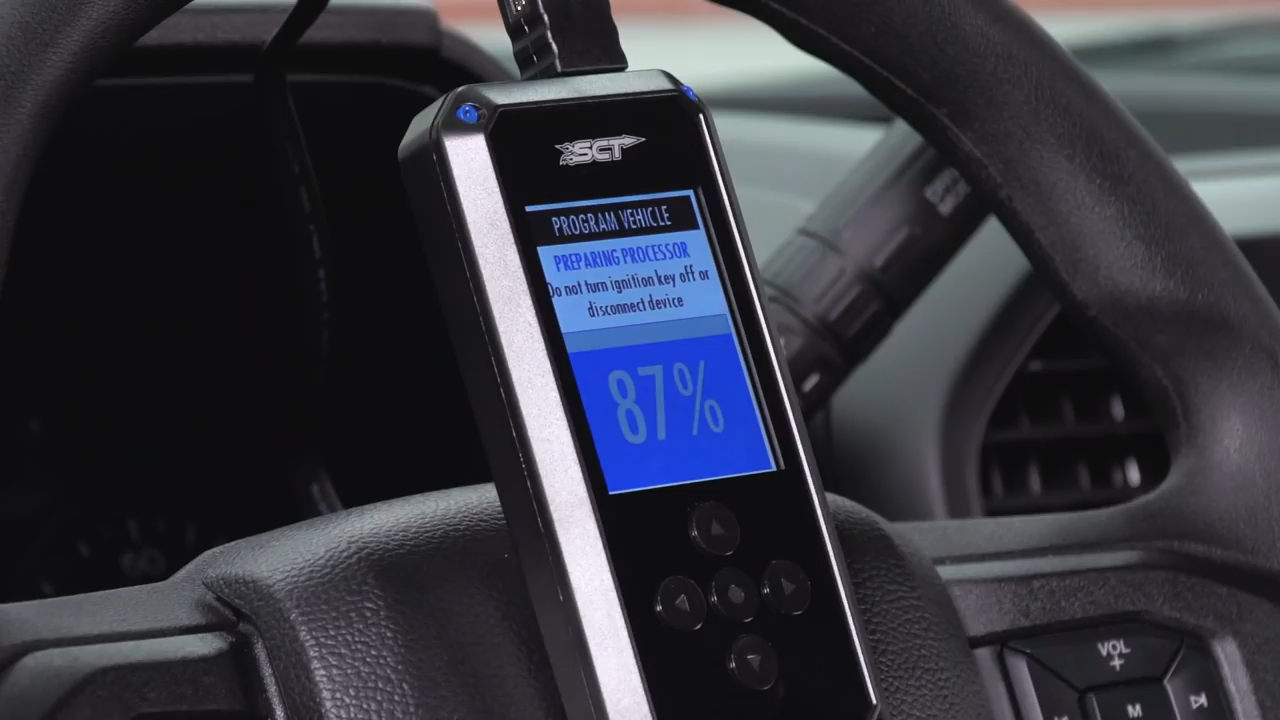 SCT
PROGRAM VEHICLE
PREPARING PROCESSOR
Do not turn ignition key off or
disconnect device
87%
VOL
+
M